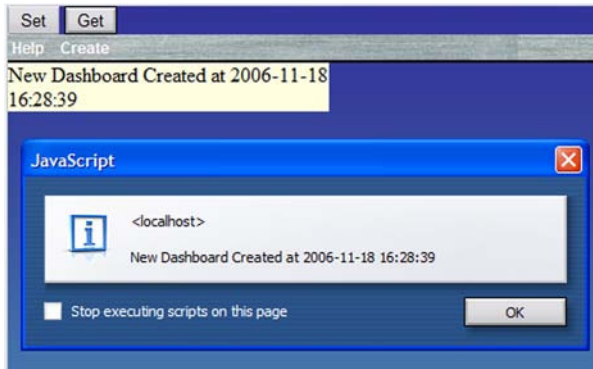 Set Get
Help Create
New Dashboard Created at 2006-11-18
16:28:39
JavaScript
<localhost>
New Dashboard Created at 2006-11-18 16:28:39
Stop executing scripts on this page
OK